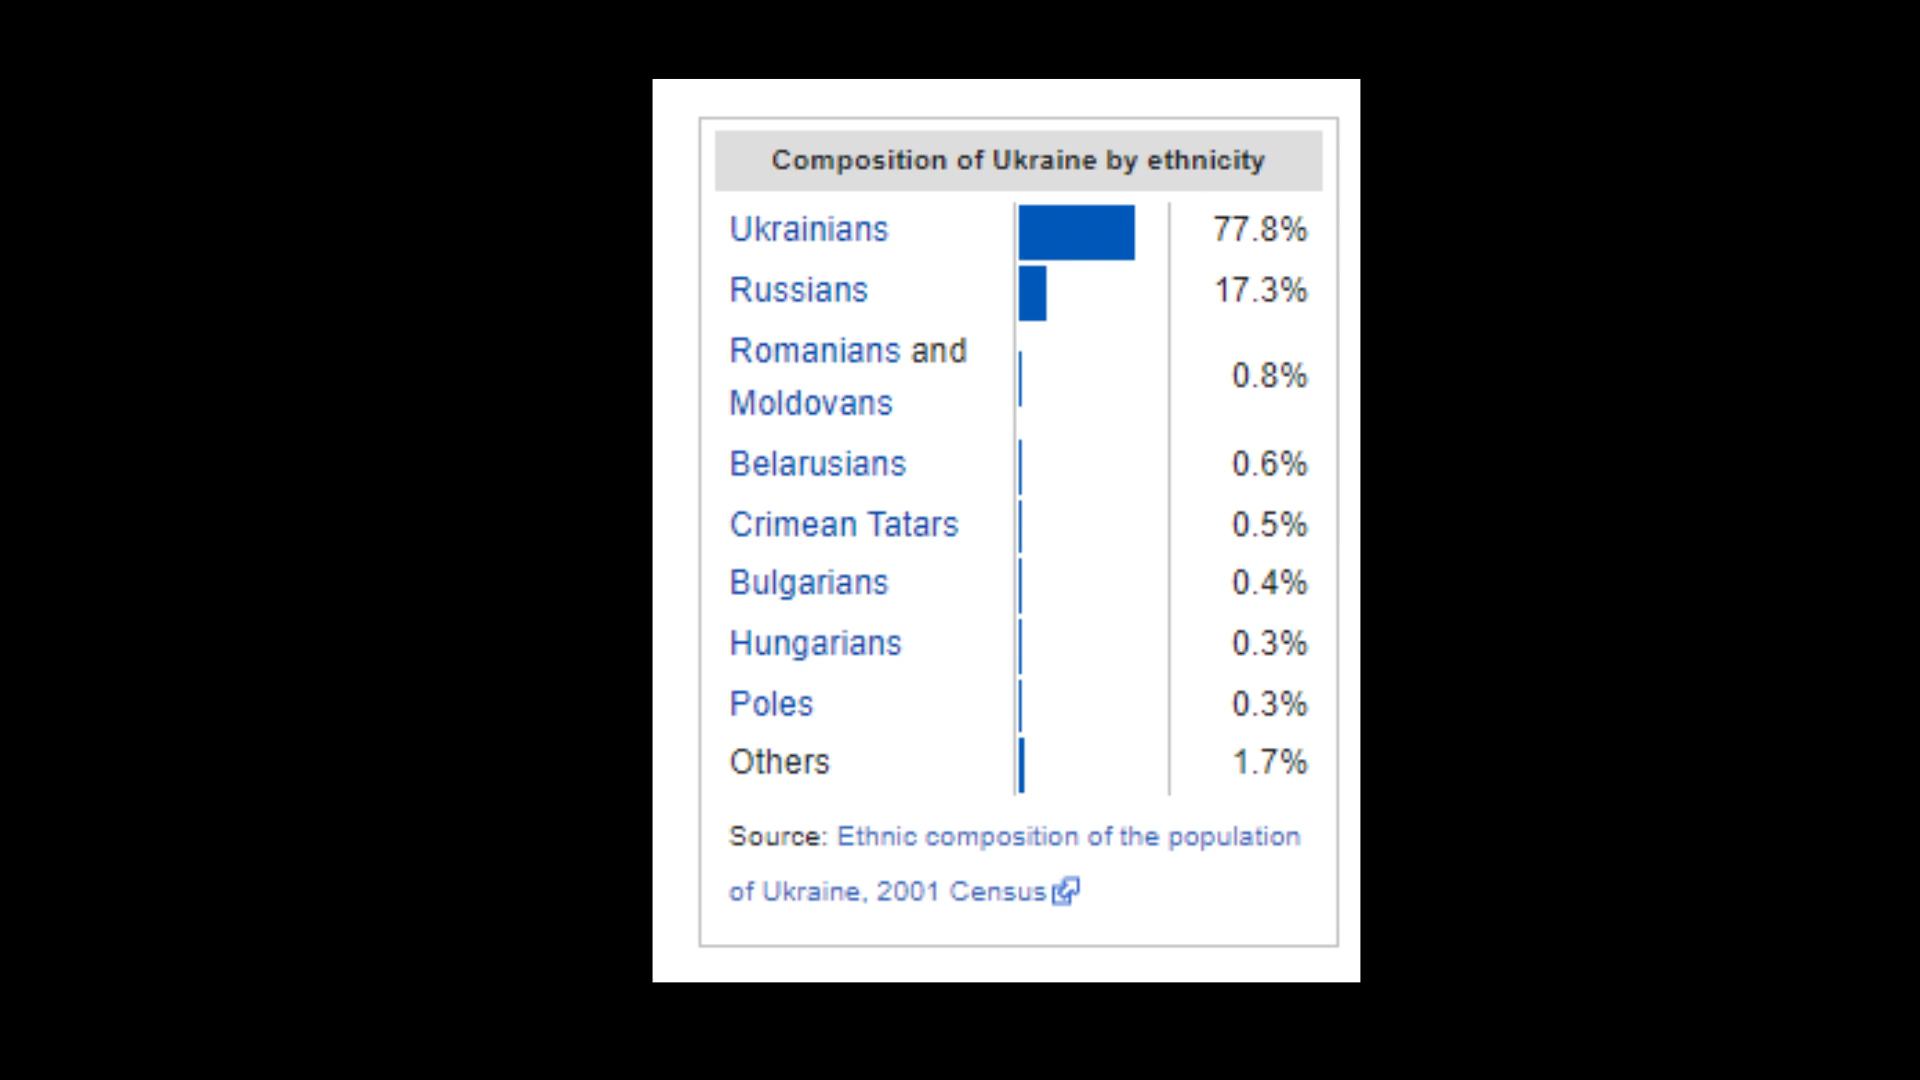 Composition of Ukraine by ethnicity
Ukrainians 77.8%
Russians 17.3%
Romanians and
Moldovans 0.8%
Belarusians 0.6%
Crimean Tatars 0.5%
Bulgarians 0.4%
Hungarians 0.3%
Poles 0.3%
Others 1.7%
Source: Ethnic composition of the population
of Ukraine, 2001 Census